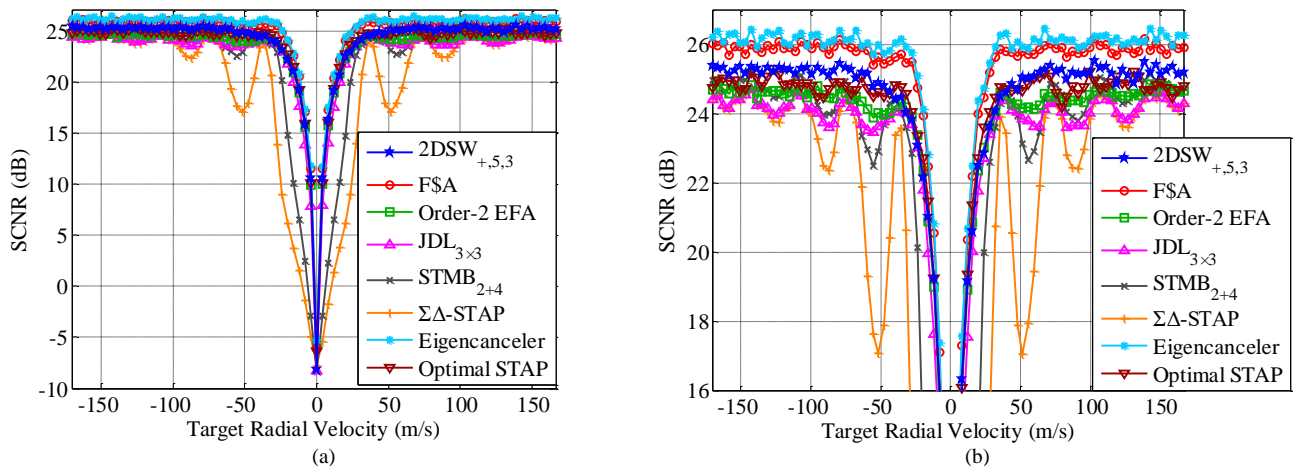 SCNR (dB)
25
20
15
10
5
0
-5
-10
-150
-100
-50
0
50
100
150
Target Radial Velocity (m/s)
2DSW+,5,3
F$A
Order-2 EFA
JDL3×3
STMB2+4
ΣΔ-STAP
Eigencanceler
Optimal STAP
(a)
SCNR (dB)
26
24
22
20
18
16
-150
-100
-50
0
50
100
150
Target Radial Velocity (m/s)
2DSW+,5,3
F$A
Order-2 EFA
JDL3×3
STMB2+4
ΣΔ-STAP
Eigencanceler
Optimal STAP
(b)